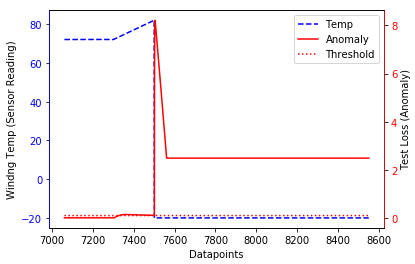 80
60
40
20
0
−20
Windng Temp (Sensor Reading)
Temp
Anomaly
Threshold
8
6
4
2
0
Test Loss (Anomaly)
7000 7200 7400 7600 7800 8000 8200 8400 8600
Datapoints